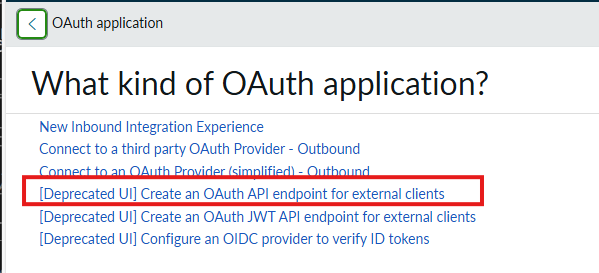 OAuth application
What kind of OAuth application?
New Inbound Integration Experience
Connect to a third party OAuth Provider - Outbound
Connect to an OAuth Provider (simplified) - Outbound
[Deprecated UI] Create an OAuth API endpoint for external clients
[Deprecated UI] Create an OAuth JWT API endpoint for external clients
[Deprecated UI] Configure an OIDC provider to verify ID tokens